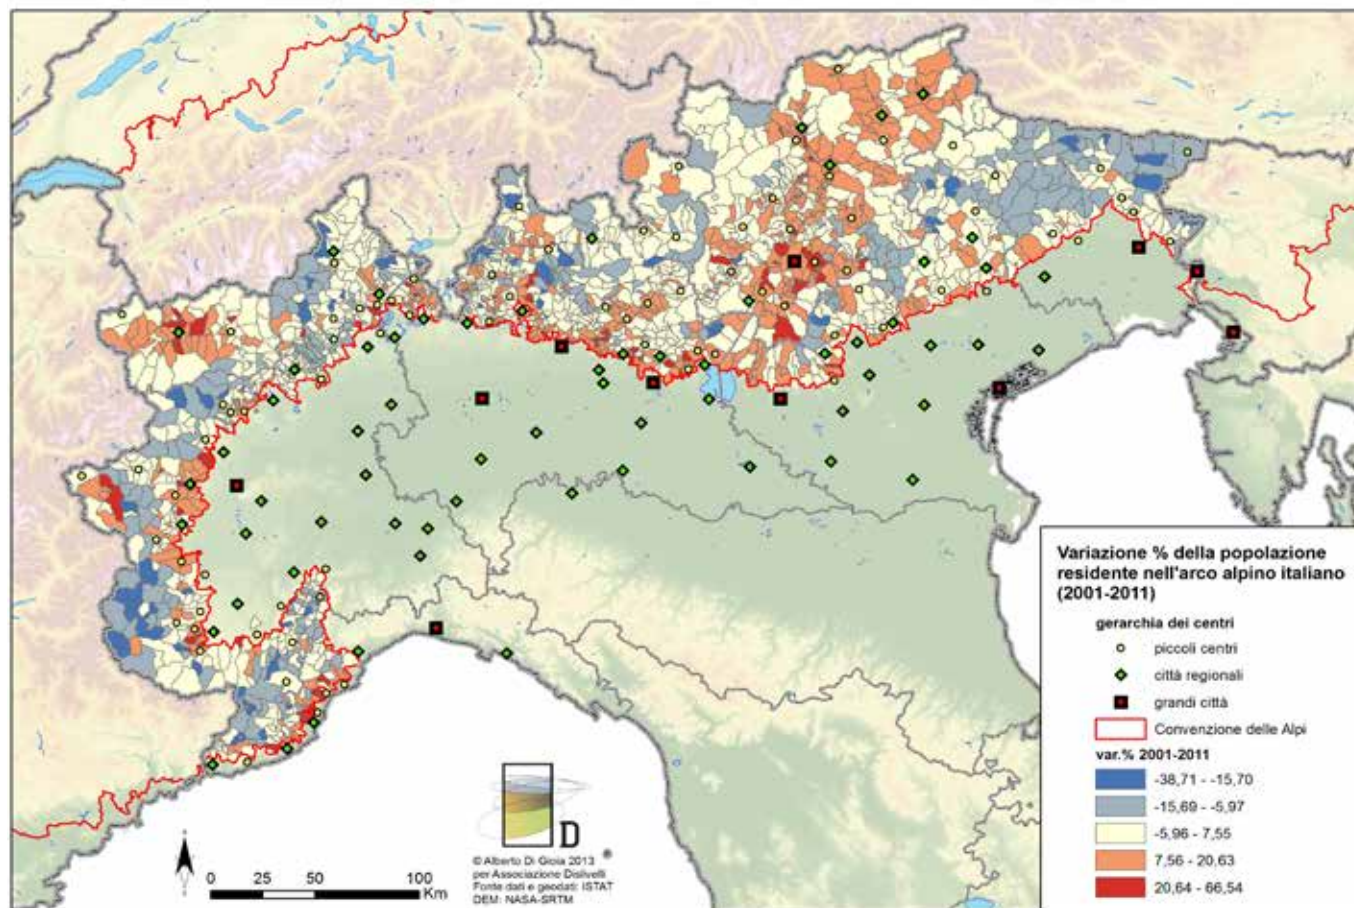 Variazione % della popolazione
residente nell'arco alpino italiano
(2001-2011)
gerarchia dei centri
piccoli centri
città regionali
grandi città
Convenzione delle Alpi
var.% 2001-2011
-38,71 - -15,70
-15,69 - -5,97
-5,96 - 7,55
7,56 - 20,63
20,64 - 66,54
D
®
© Alberto Di Gioia 2013
per Associazione Dislivelli
Fonte dati e geodati: ISTAT
DEM: NASA-SRTM
0 25 50 100
Km